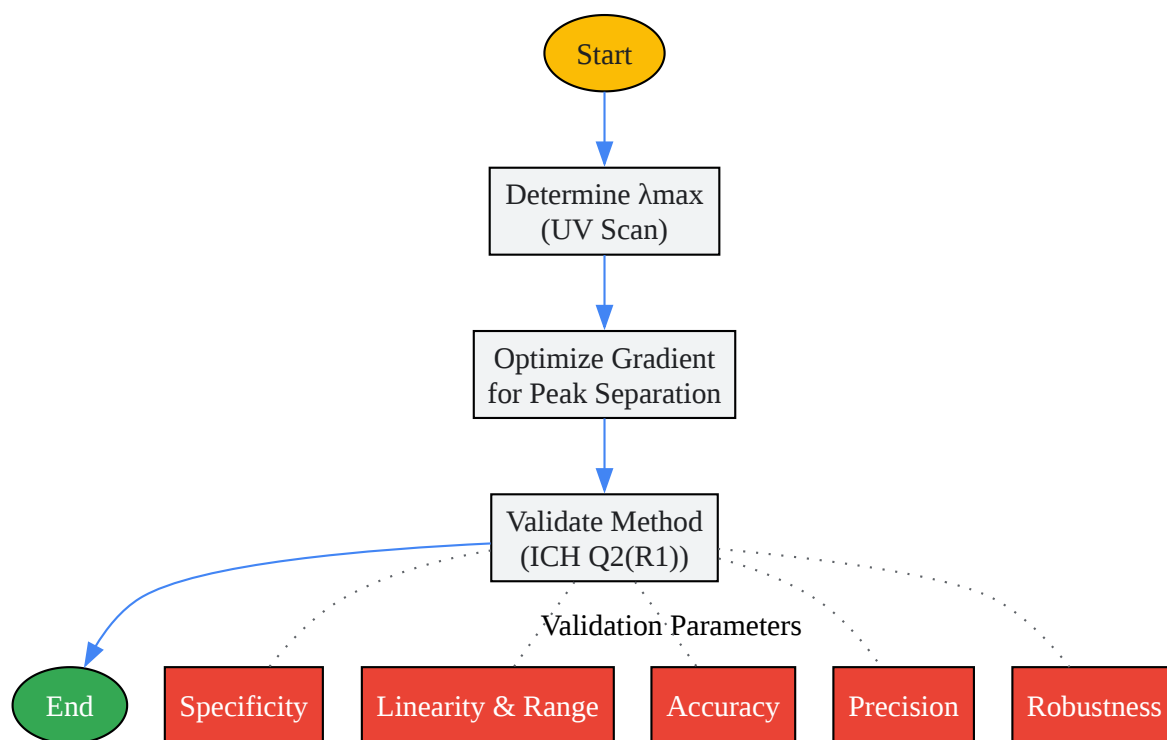 Start
Determine λmax
(UV Scan)
Optimize Gradient
for Peak Separation
Validate Method
(ICH Q2(R1))
Validation Parameters
End
Specificity
Linearity & Range
Accuracy
Precision
Robustness